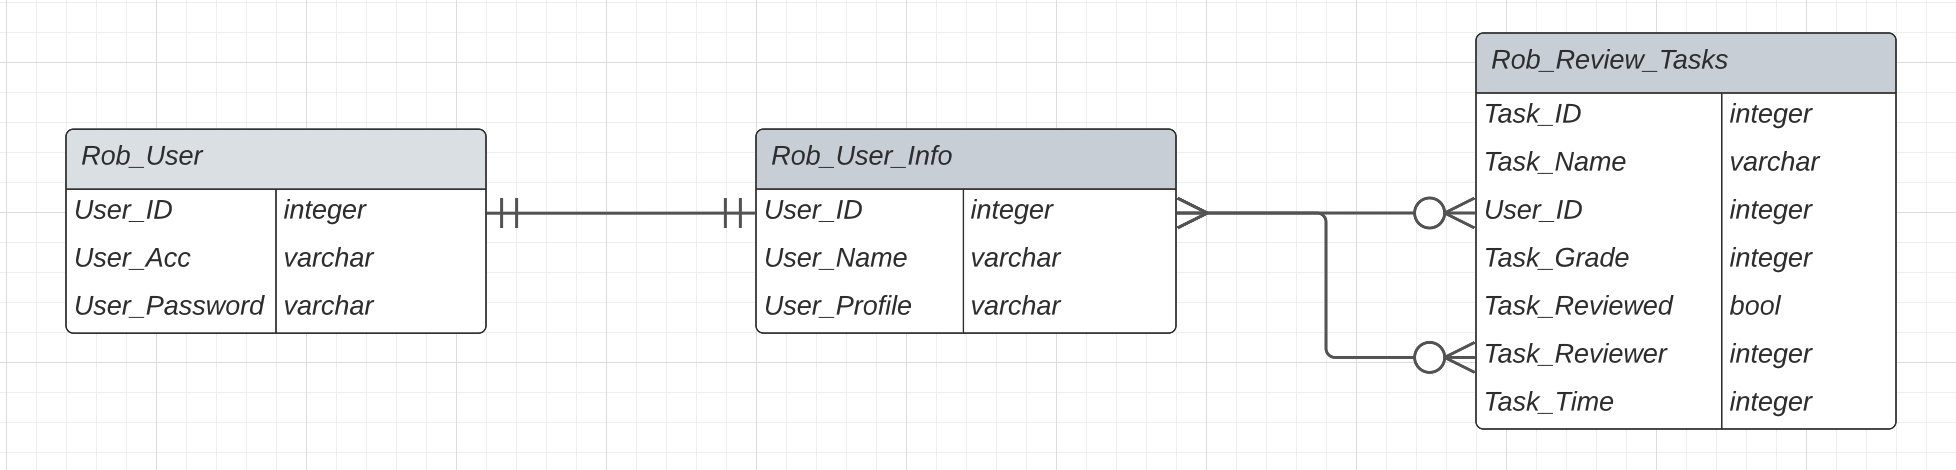 Rob_User
User_ID integer
User_Acc varchar
User_Password varchar
Rob_User_Info
User_ID integer
User_Name varchar
User_Profile varchar
Rob_Review_Tasks
Task_ID integer
Task_Name varchar
User_ID integer
Task_Grade integer
Task_Reviewed bool
Task_Reviewer integer
Task_Time integer